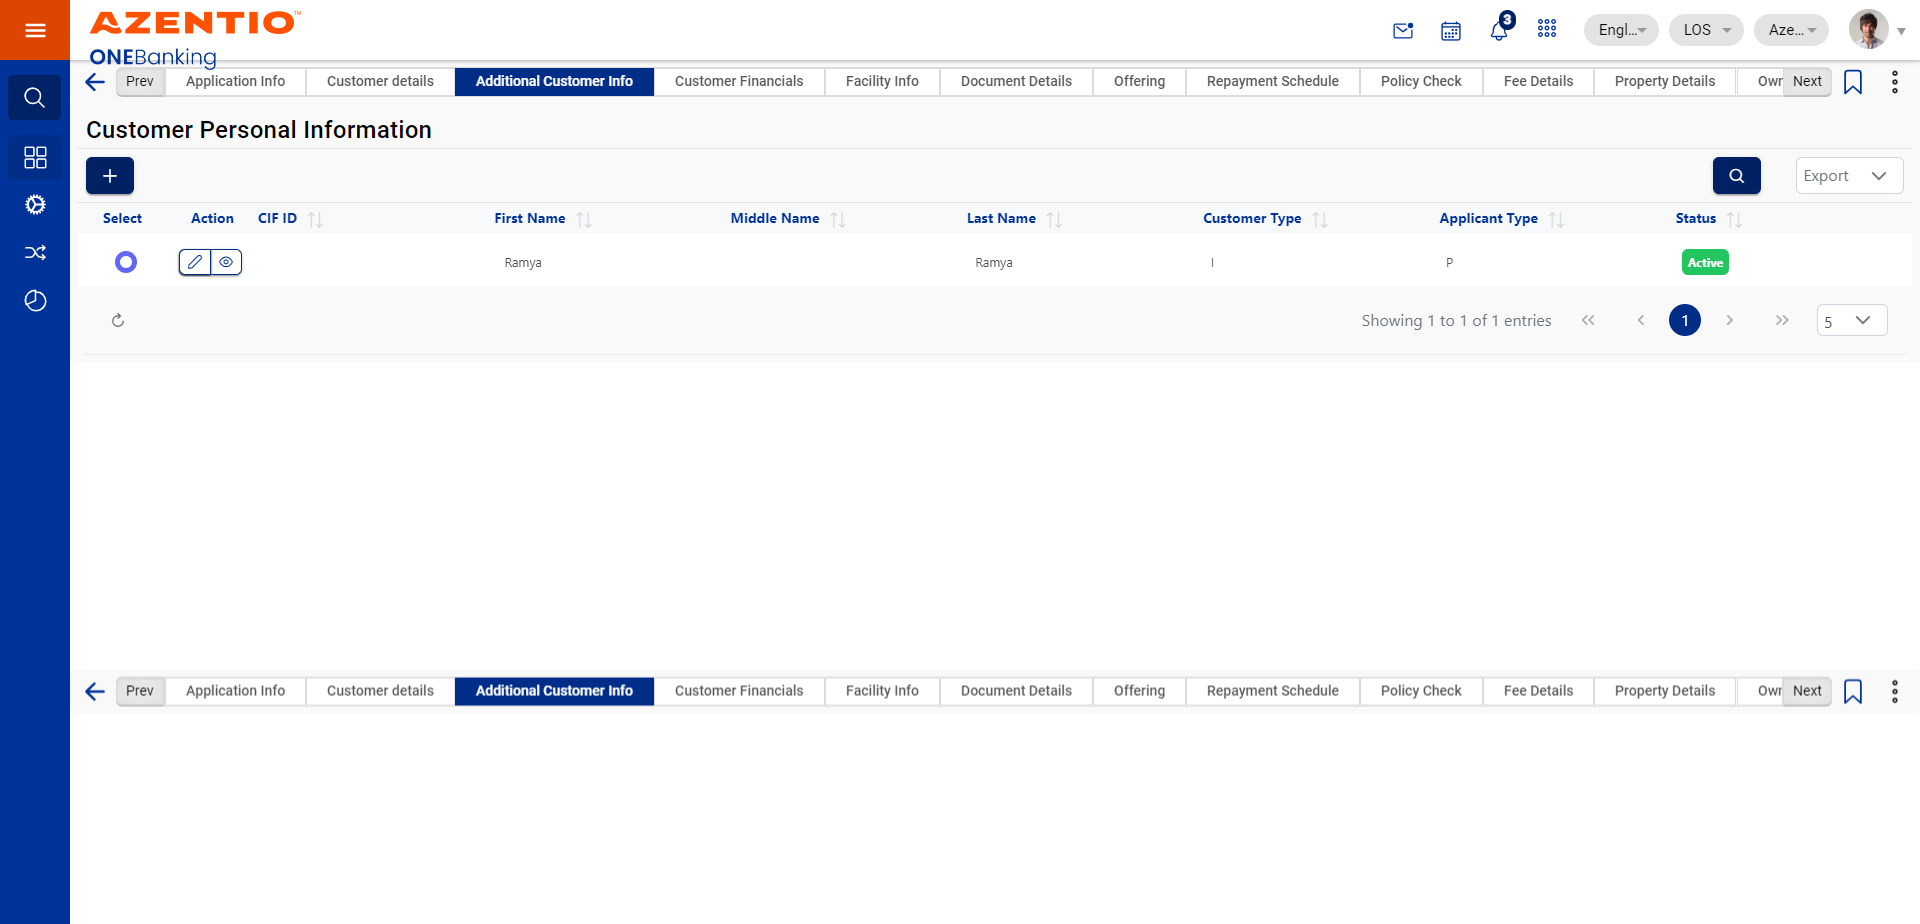 AZENTIO™
ONEBanking
3
Engl...
LOS
Aze...
Prev
Application Info
Customer details
Additional Customer Info
Customer Financials
Facility Info
Document Details
Offering
Repayment Schedule
Policy Check
Fee Details
Property Details
Owr
Next
Customer Personal Information
Export
Select
Action
CIF ID
First Name
Middle Name
Last Name
Customer Type
Applicant Type
Status
Ramya
Ramya
I
P
Active
Showing 1 to 1 of 1 entries
1
5
Prev
Application Info
Customer details
Additional Customer Info
Customer Financials
Facility Info
Document Details
Offering
Repayment Schedule
Policy Check
Fee Details
Property Details
Owr
Next